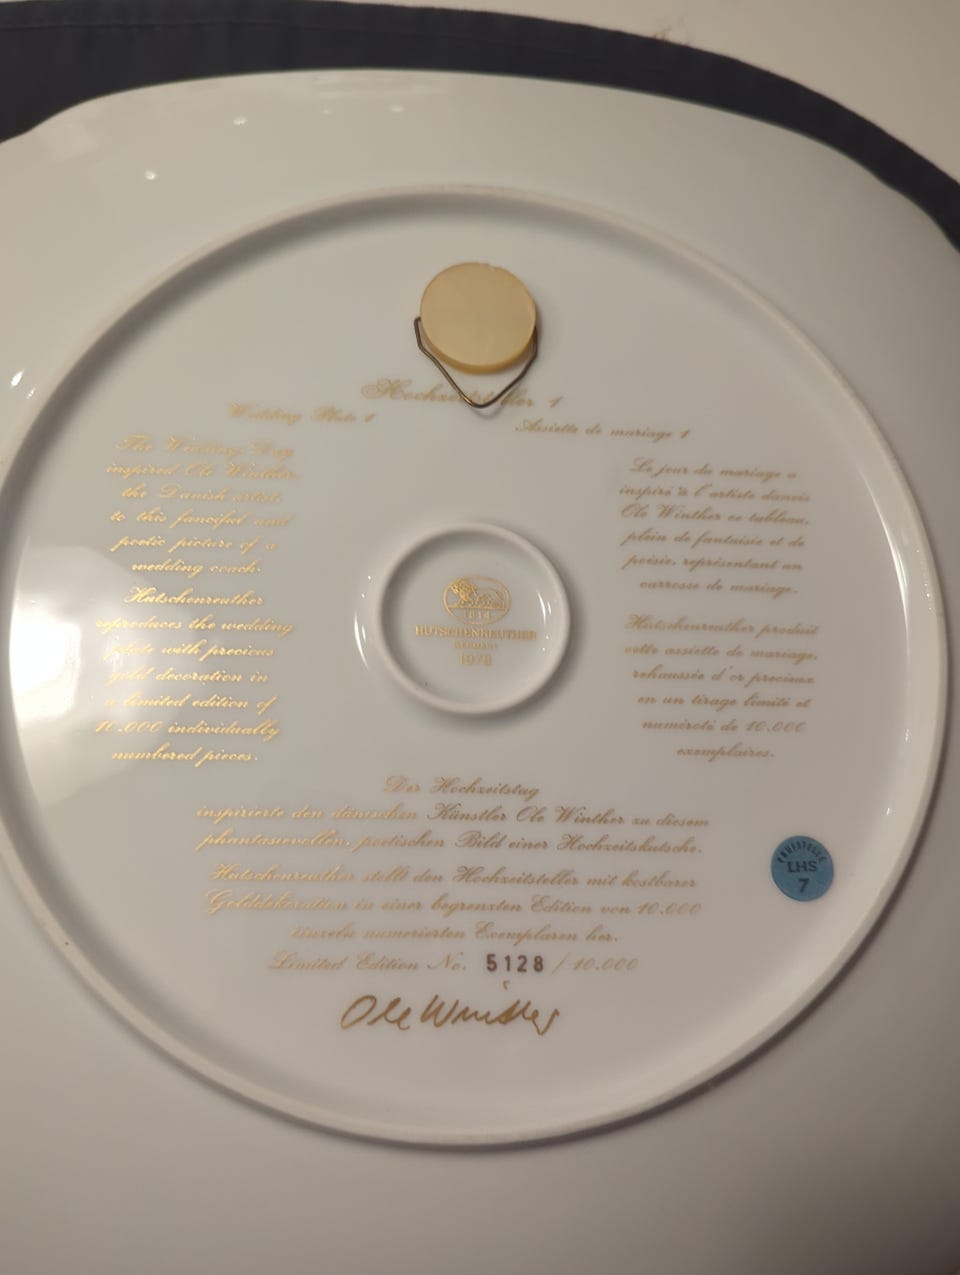 Hochzeitsteller 1
Wedding Plate 1
Assiette de mariage 1
The Wedding Day
inspired Ole Winther
the Danish artist
to this fanciful and
poetic picture of a
wedding coach.
Hutschenreuther
reproduces the wedding
plate with precious
gold decoration in
a limited edition of
10.000 individually
numbered pieces.
Le jour du mariage a
inspiré à l'artiste danois
Ole Winther ce tableau,
plein de fantaisie et de
poésie, représentant un
carrosse de mariage.
Hutschenreuther produit
cette assiette de mariage,
rehaussée d'or precieux
en un tirage limité et
numéroté de 10.000
exemplaires.
1814
HUTSCHENREUTHER
GERMANY
1978
Der Hochzeitstag
inspirierte den dänischen Künstler Ole Winther zu diesem
phantasievollen, poetischen Bild einer Hochzeitskutsche.
Hutschenreuther stellt den Hochzeitsteller mit kostbarer
Golddekoration in einer begrenzten Edition von 10.000
einzeln numerierten Exemplaren her.
Limited Edition No. 5128 / 10.000
Ole Winther
PRÜFSTELLE
LHS
7